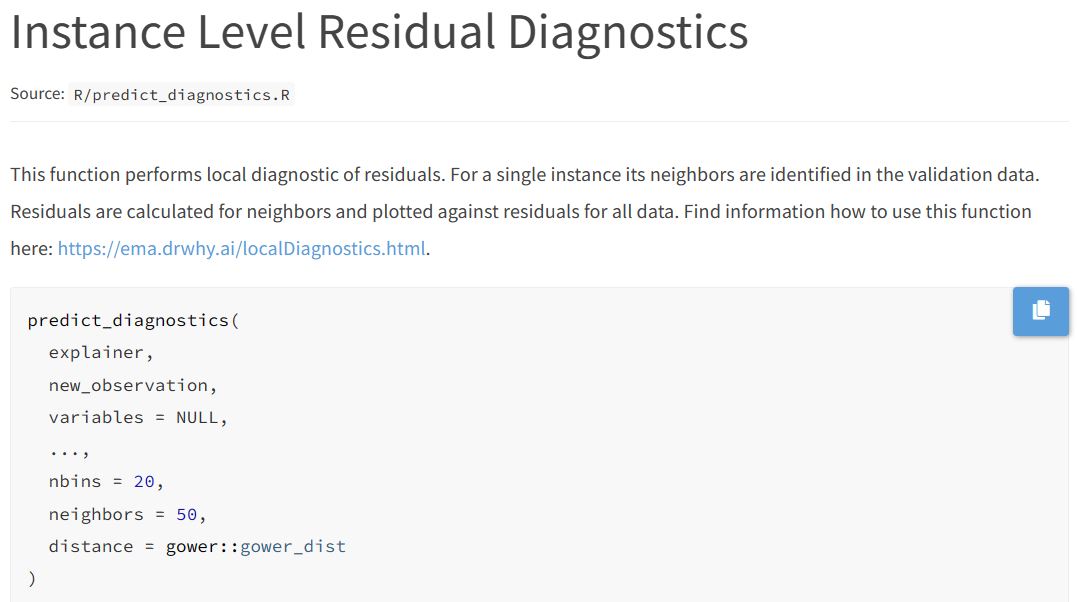 Instance Level Residual Diagnostics
Source: R/predict_diagnostics.R
This function performs local diagnostic of residuals. For a single instance its neighbors are identified in the validation data.
Residuals are calculated for neighbors and plotted against residuals for all data. Find information how to use this function
here: https://ema.drwhy.ai/localDiagnostics.html.
predict_diagnostics(
  explainer,
  new_observation,
  variables = NULL,
  ...,
  nbins = 20,
  neighbors = 50,
  distance = gower::gower_dist
)